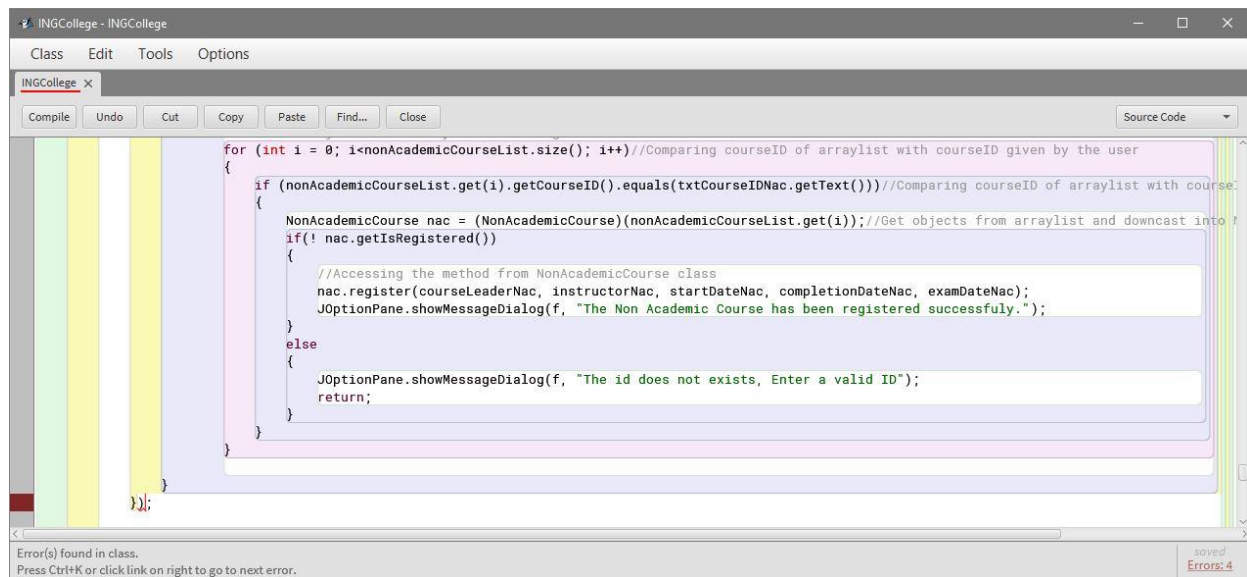 INGCollege - INGCollege
Class Edit Tools Options
INGCollege
Compile Undo Cut Copy Paste Find... Close Source Code
for (int i = 0; i<nonAcademicCourseList.size(); i++)//Comparing courseID of arraylist with courseID given by the user
{
if (nonAcademicCourseList.get(i).getCourseID().equals(txtCourseIDNac.getText()))//Comparing courseID of arraylist with courseI
{
NonAcademicCourse nac = (NonAcademicCourse)(nonAcademicCourseList.get(i));//Get objects from arraylist and downcast into
if(! nac.getIsRegistered())
{
//Accessing the method from NonAcademicCourse class
nac.register(courseLeaderNac, instructorNac, startDateNac, completionDateNac, examDateNac);
JOptionPane.showMessageDialog(f, "The Non Academic Course has been registered successfuly.");
}
else
{
JOptionPane.showMessageDialog(f, "The id does not exists, Enter a valid ID");
return;
}
}
}
}
});
Error(s) found in class.
Press Ctrl+K or click link on right to go to next error.
saved
Errors: 4